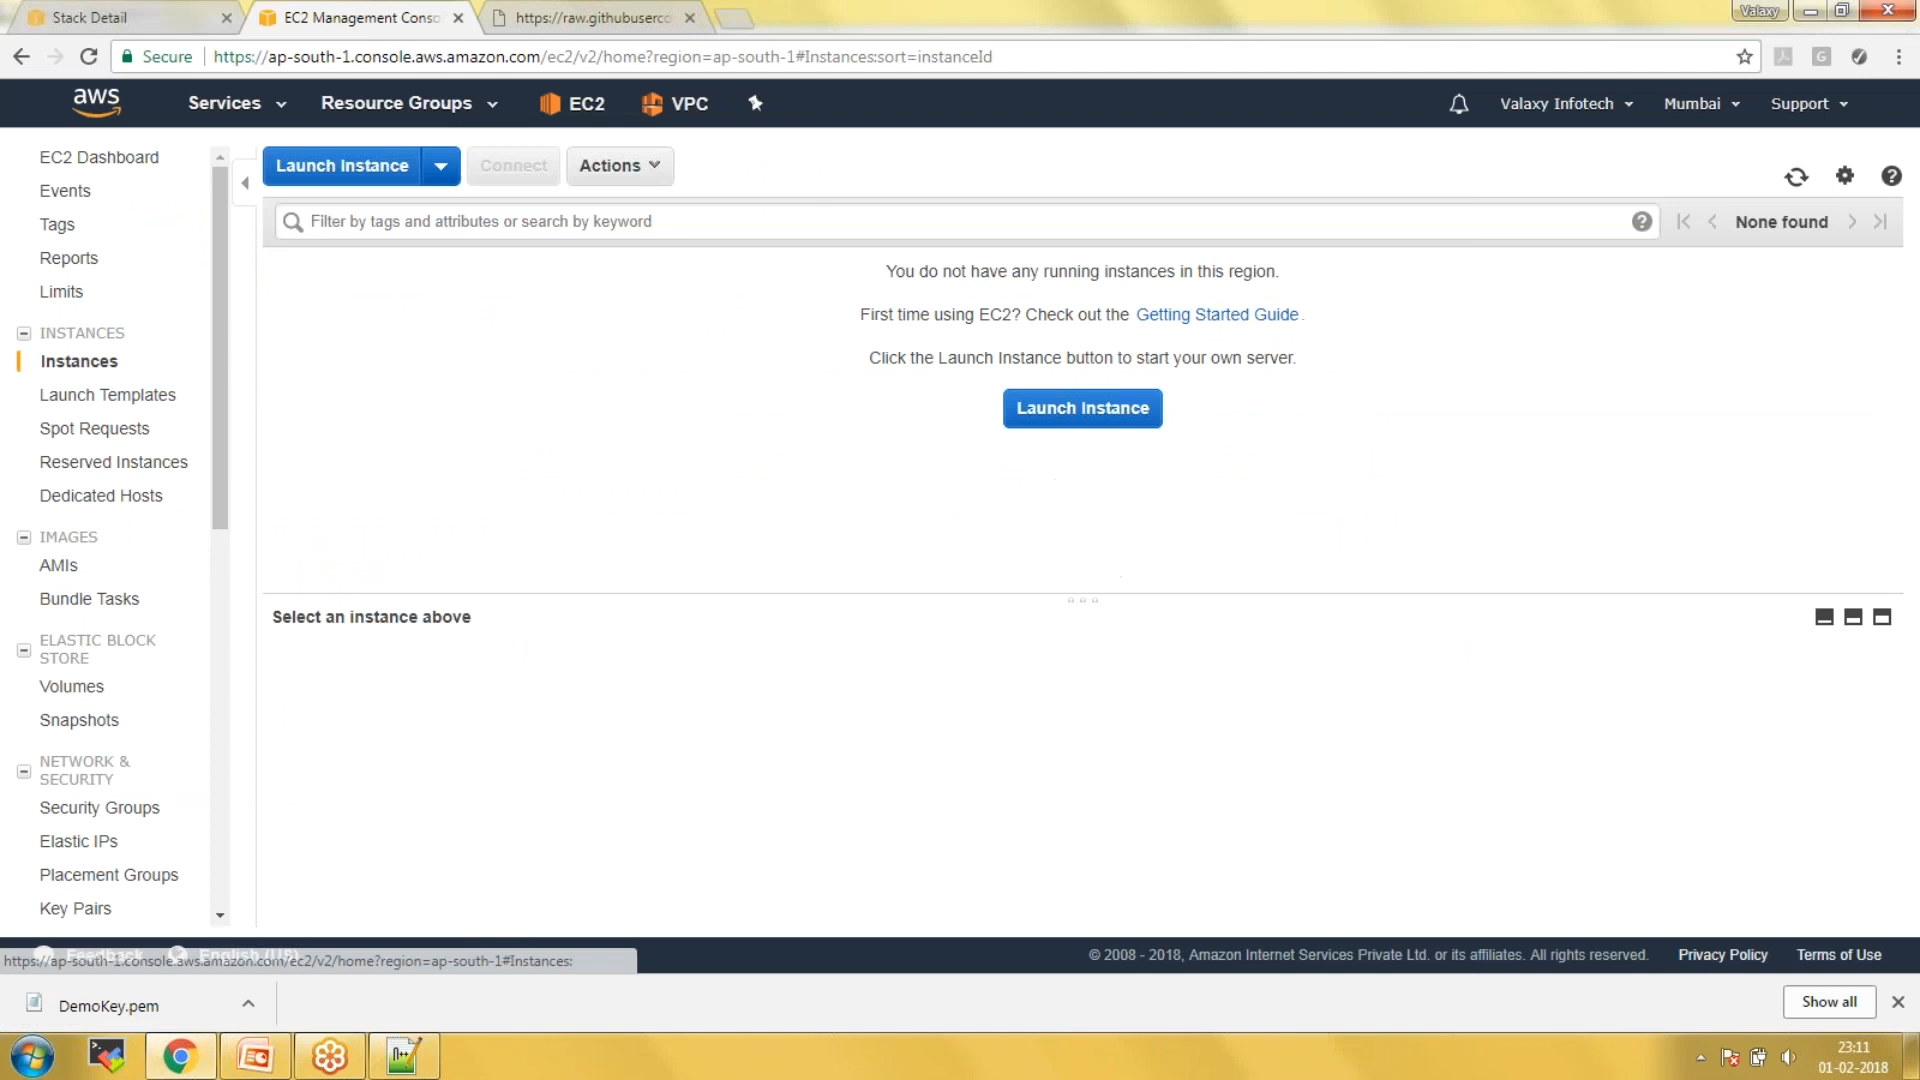 Stack Detail
EC2 Management Conso
https://raw.githubuserco
Valaxy
Secure
https://ap-south-1.console.aws.amazon.com/ec2/v2/home?region=ap-south-1#Instances:sort=instanceId
aws
Services
Resource Groups
EC2
VPC
Valaxy Infotech
Mumbai
Support
EC2 Dashboard
Events
Tags
Reports
Limits
INSTANCES
Instances
Launch Templates
Spot Requests
Reserved Instances
Dedicated Hosts
IMAGES
AMIs
Bundle Tasks
ELASTIC BLOCK
STORE
Volumes
Snapshots
NETWORK &
SECURITY
Security Groups
Elastic IPs
Placement Groups
Key Pairs
Launch Instance
Connect
Actions
Filter by tags and attributes or search by keyword
None found
You do not have any running instances in this region.
First time using EC2? Check out the Getting Started Guide.
Click the Launch Instance button to start your own server.
Launch Instance
Select an instance above
Feedback
English (US)
https://ap-south-1.console.aws.amazon.com/ec2/v2/home?region=ap-south-1#Instances:
© 2008 - 2018, Amazon Internet Services Private Ltd. or its affiliates. All rights reserved.
Privacy Policy
Terms of Use
DemoKey.pem
Show all
23:11
01-02-2018